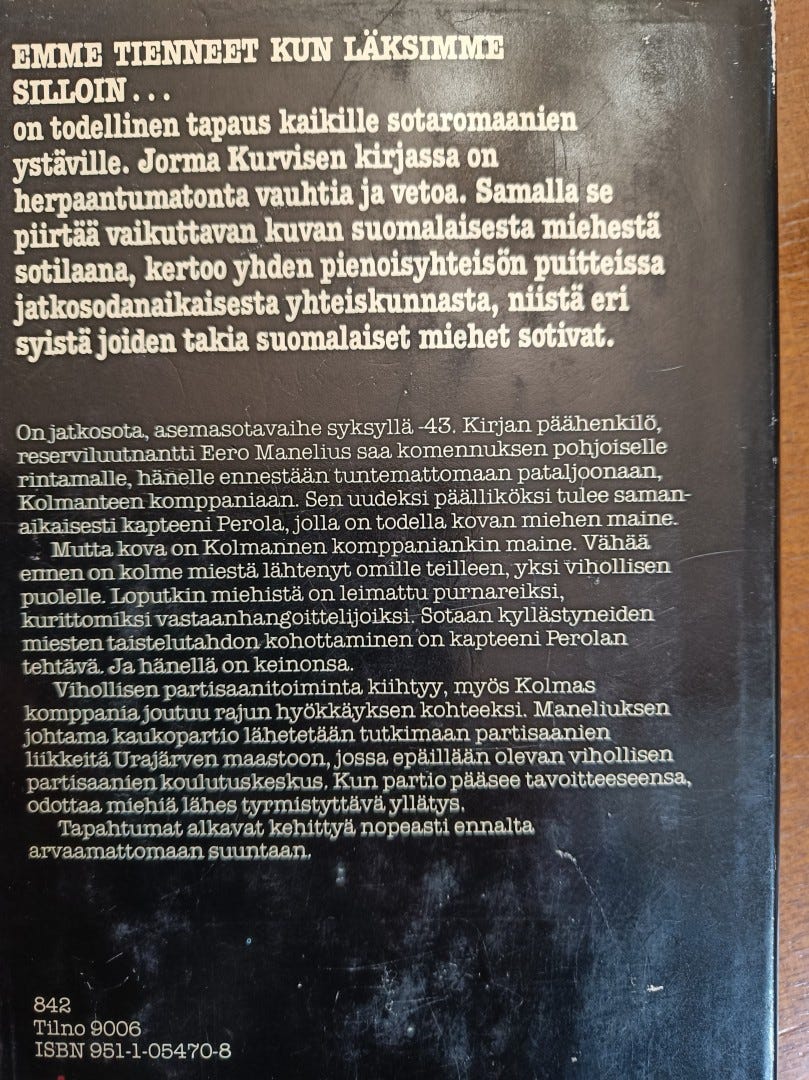 EMME TIENNEET KUN LÄKSIMME
SILLOIN...
on todellinen tapaus kaikille sotaromaanien
ystäville. Jorma Kurvisen kirjassa on
herpaantumatonta vauhtia ja vetoa. Samalla se
piirtää vaikuttavan kuvan suomalaisesta miehestä
sotilaana, kertoo yhden pienoisyhteisön puitteissa
jatkosodanaikaisesta yhteiskunnasta, niistä eri
syistä joiden takia suomalaiset miehet sotivat.
On jatkosota, asemasotavaihe syksyllä -43. Kirjan päähenkilö,
reserviluutnantti Eero Manelius saa komennuksen pohjoiselle
rintamalle, hänelle ennestään tuntemattomaan pataljoonaan,
Kolmanteen komppaniaan. Sen uudeksi päälliköksi tulee saman-
aikaisesti kapteeni Perola, jolla on todella kovan miehen maine.
Mutta kova on Kolmannen komppaniankin maine. Vähää
ennen on kolme miestä lähtenyt omille teilleen, yksi vihollisen
puolelle. Loputkin miehistä on leimattu purnareiksi,
kurittomiksi vastaanhangoittelijoiksi. Sotaan kyllästyneiden
miesten taistelutahdon kohottaminen on kapteeni Perolan
tehtävä. Ja hänellä on keinonsa.
Vihollisen partisaanitoiminta kiihtyy, myös Kolmas
komppania joutuu rajun hyökkäyksen kohteeksi. Maneliuksen
johtama kaukopartio lähetetään tutkimaan partisaanien
liikkeitä Urajärven maastoon, jossa epäillään olevan vihollisen
partisaanien koulutuskeskus. Kun partio pääsee tavoitteeseensa,
odottaa miehiä lähes tyrmistyttävä yllätys.
Tapahtumat alkavat kehittyä nopeasti ennalta
arvaamattomaan suuntaan.
842
Tilno 9006
ISBN 951-1-05470-8